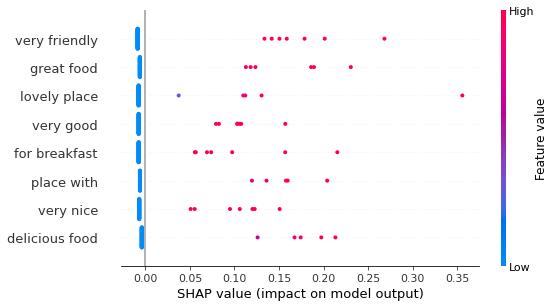 High
very friendly
great food
lovely place
very good
for breakfast
place with
very nice
delicious food
Low
Feature value
0.00 0.05 0.10 0.15 0.20 0.25 0.30 0.35
SHAP value (impact on model output)